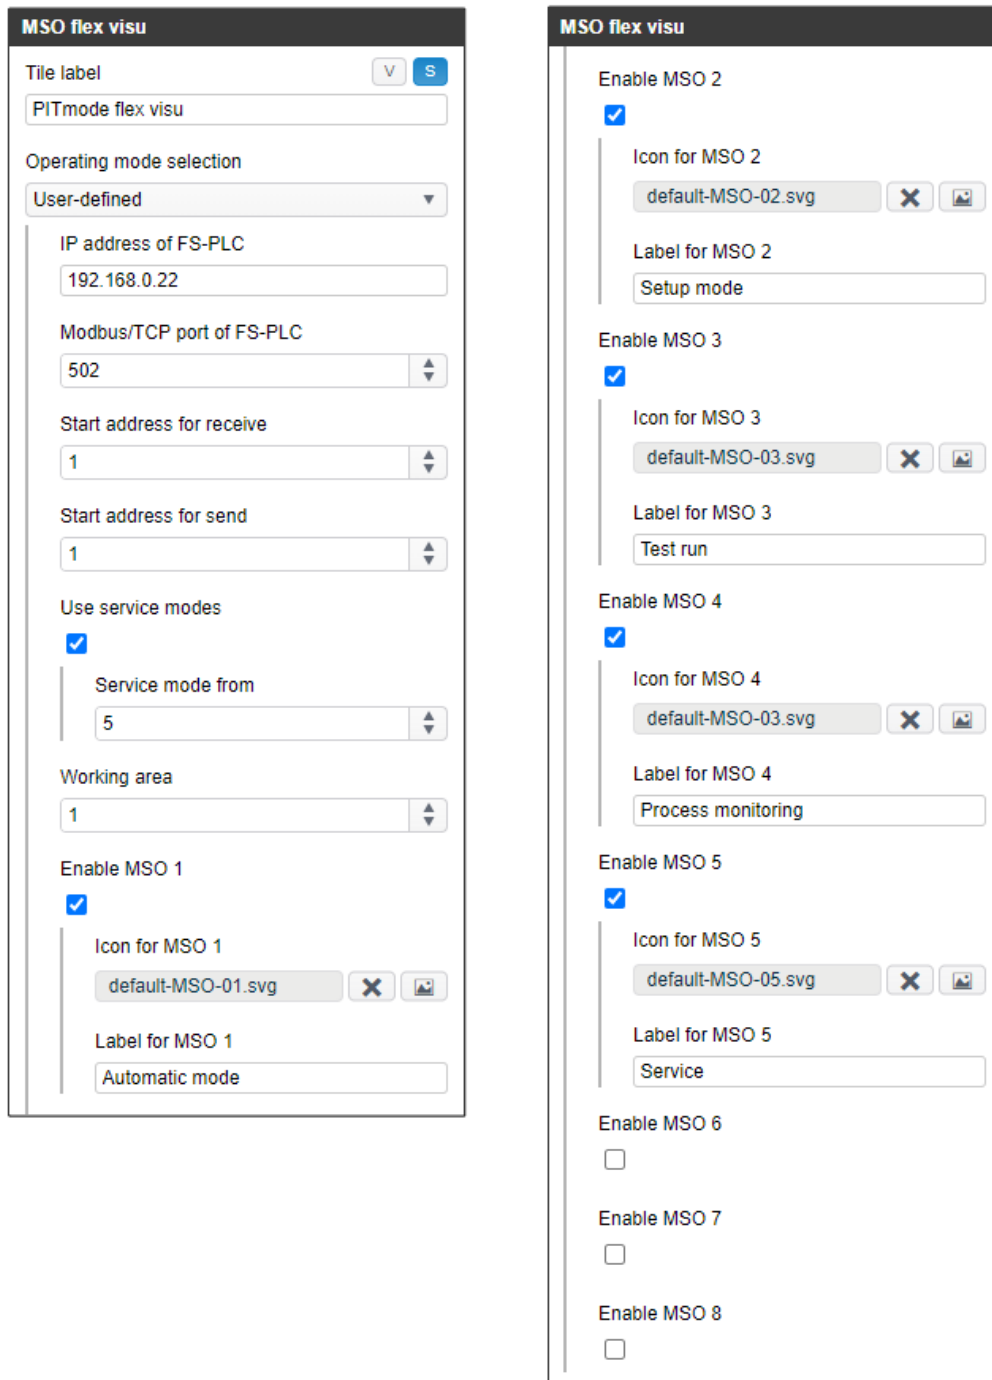 MSO flex visu
Tile label
V S
PITmode flex visu
Operating mode selection
User-defined
IP address of FS-PLC
192.168.0.22
Modbus/TCP port of FS-PLC
502
Start address for receive
1
Start address for send
1
Use service modes
Service mode from
5
Working area
1
Enable MSO 1
Icon for MSO 1
default-MSO-01.svg
Label for MSO 1
Automatic mode
MSO flex visu
Enable MSO 2
Icon for MSO 2
default-MSO-02.svg
Label for MSO 2
Setup mode
Enable MSO 3
Icon for MSO 3
default-MSO-03.svg
Label for MSO 3
Test run
Enable MSO 4
Icon for MSO 4
default-MSO-03.svg
Label for MSO 4
Process monitoring
Enable MSO 5
Icon for MSO 5
default-MSO-05.svg
Label for MSO 5
Service
Enable MSO 6
Enable MSO 7
Enable MSO 8